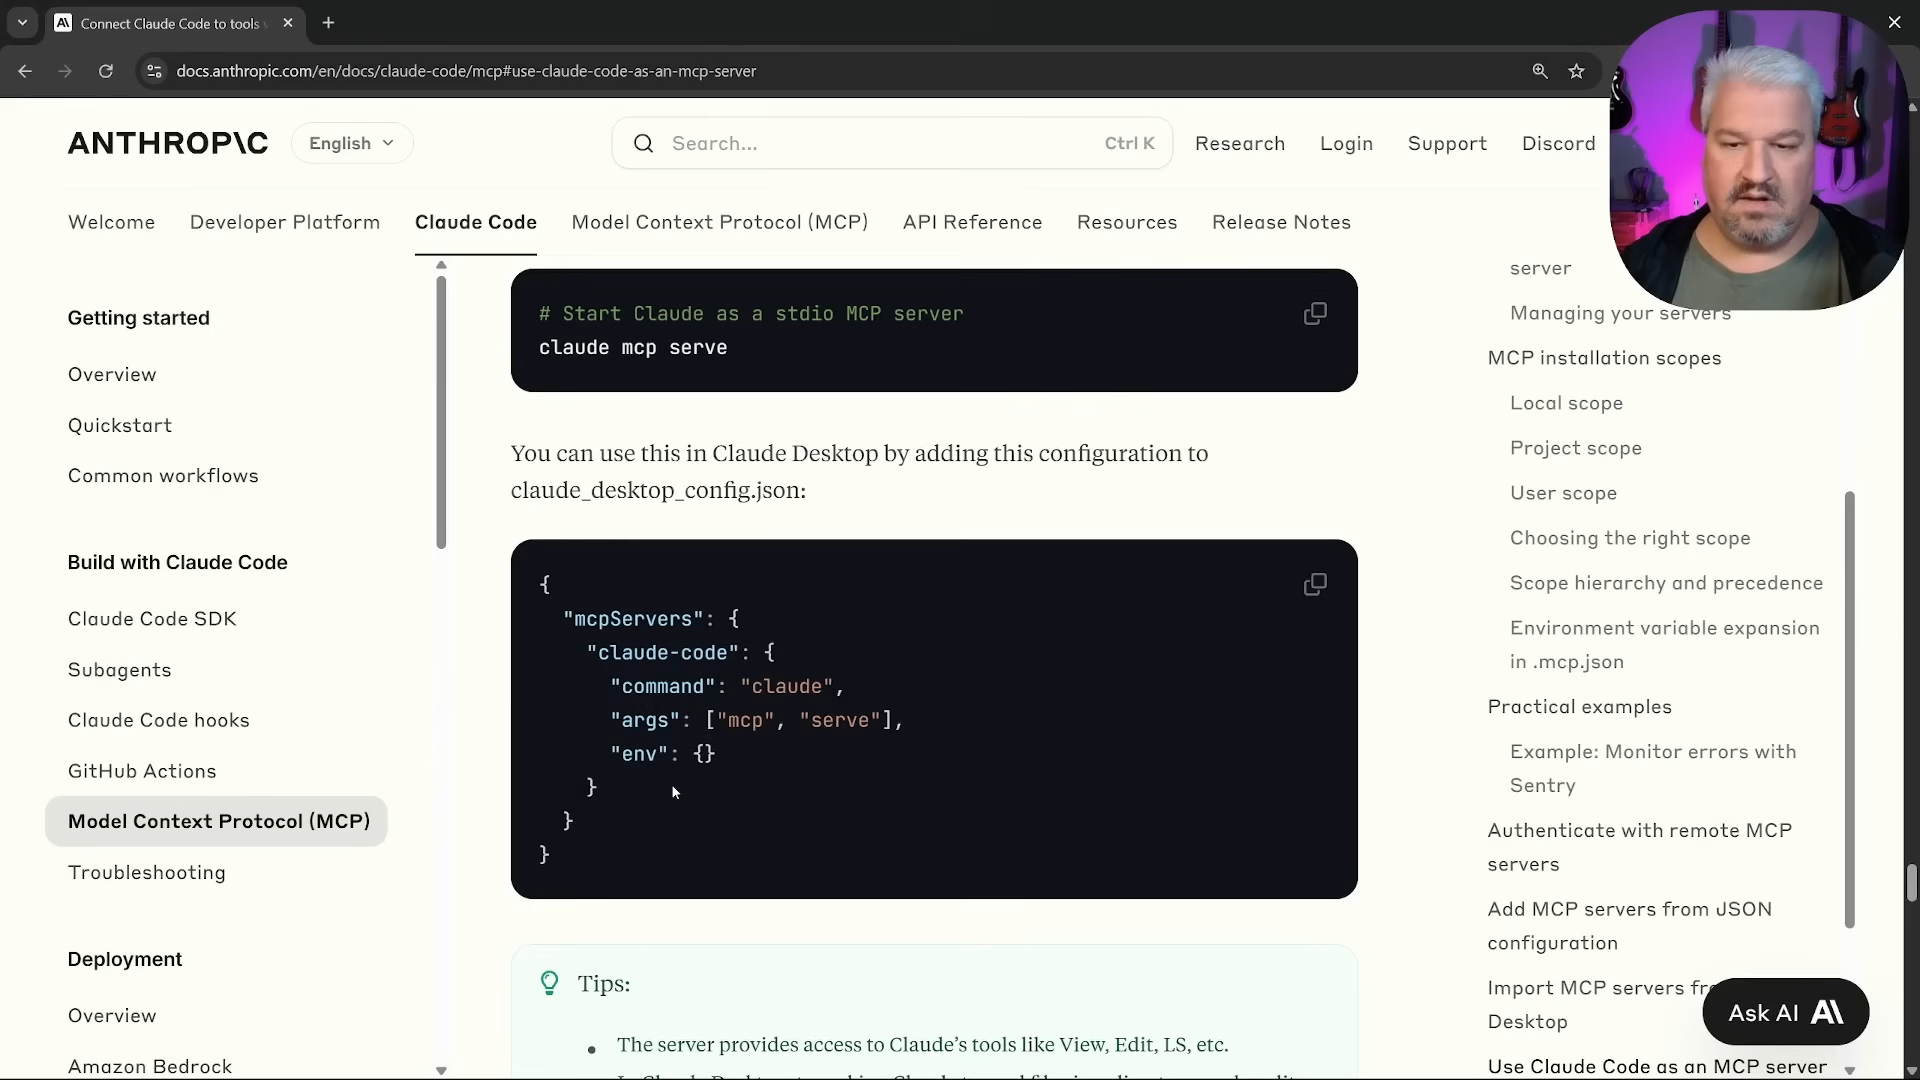 Connect Claude Code to tools
docs.anthropic.com/en/docs/claude-code/mcp#use-claude-code-as-an-mcp-server
ANTHROP\C
English
Search...
Ctrl K
Research
Login
Support
Discord
Welcome
Developer Platform
Claude Code
Model Context Protocol (MCP)
API Reference
Resources
Release Notes
Getting started
Overview
Quickstart
Common workflows
Build with Claude Code
Claude Code SDK
Subagents
Claude Code hooks
GitHub Actions
Model Context Protocol (MCP)
Troubleshooting
Deployment
Overview
Amazon Bedrock
# Start Claude as a stdio MCP server
claude mcp serve
You can use this in Claude Desktop by adding this configuration to
claude_desktop_config.json:
{
"mcpServers": {
"claude-code": {
"command": "claude",
"args": ["mcp", "serve"],
"env": {}
}
}
}
Tips:
• The server provides access to Claude's tools like View, Edit, LS, etc.
server
Managing your servers
MCP installation scopes
Local scope
Project scope
User scope
Choosing the right scope
Scope hierarchy and precedence
Environment variable expansion
in .mcp.json
Practical examples
Example: Monitor errors with
Sentry
Authenticate with remote MCP
servers
Add MCP servers from JSON
configuration
Import MCP servers
Desktop
Use Claude Code as an MCP server
Ask AI